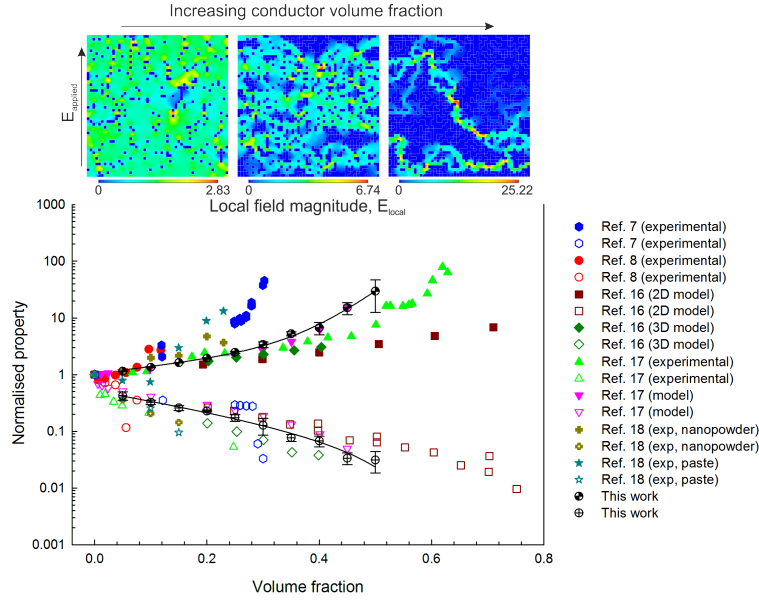 Increasing conductor volume fraction
Eapplied
0 2.83 0 6.74 0 25.22
Local field magnitude, Elocal
1000
100
10
1
0.1
0.01
0.001
Normalised property
0.0 0.2 0.4 0.6 0.8
Volume fraction
Ref. 7 (experimental)
Ref. 7 (experimental)
Ref. 8 (experimental)
Ref. 8 (experimental)
Ref. 16 (2D model)
Ref. 16 (2D model)
Ref. 16 (3D model)
Ref. 16 (3D model)
Ref. 17 (experimental)
Ref. 17 (experimental)
Ref. 17 (model)
Ref. 17 (model)
Ref. 18 (exp, nanopowder)
Ref. 18 (exp, nanopowder)
Ref. 18 (exp, paste)
Ref. 18 (exp, paste)
This work
This work